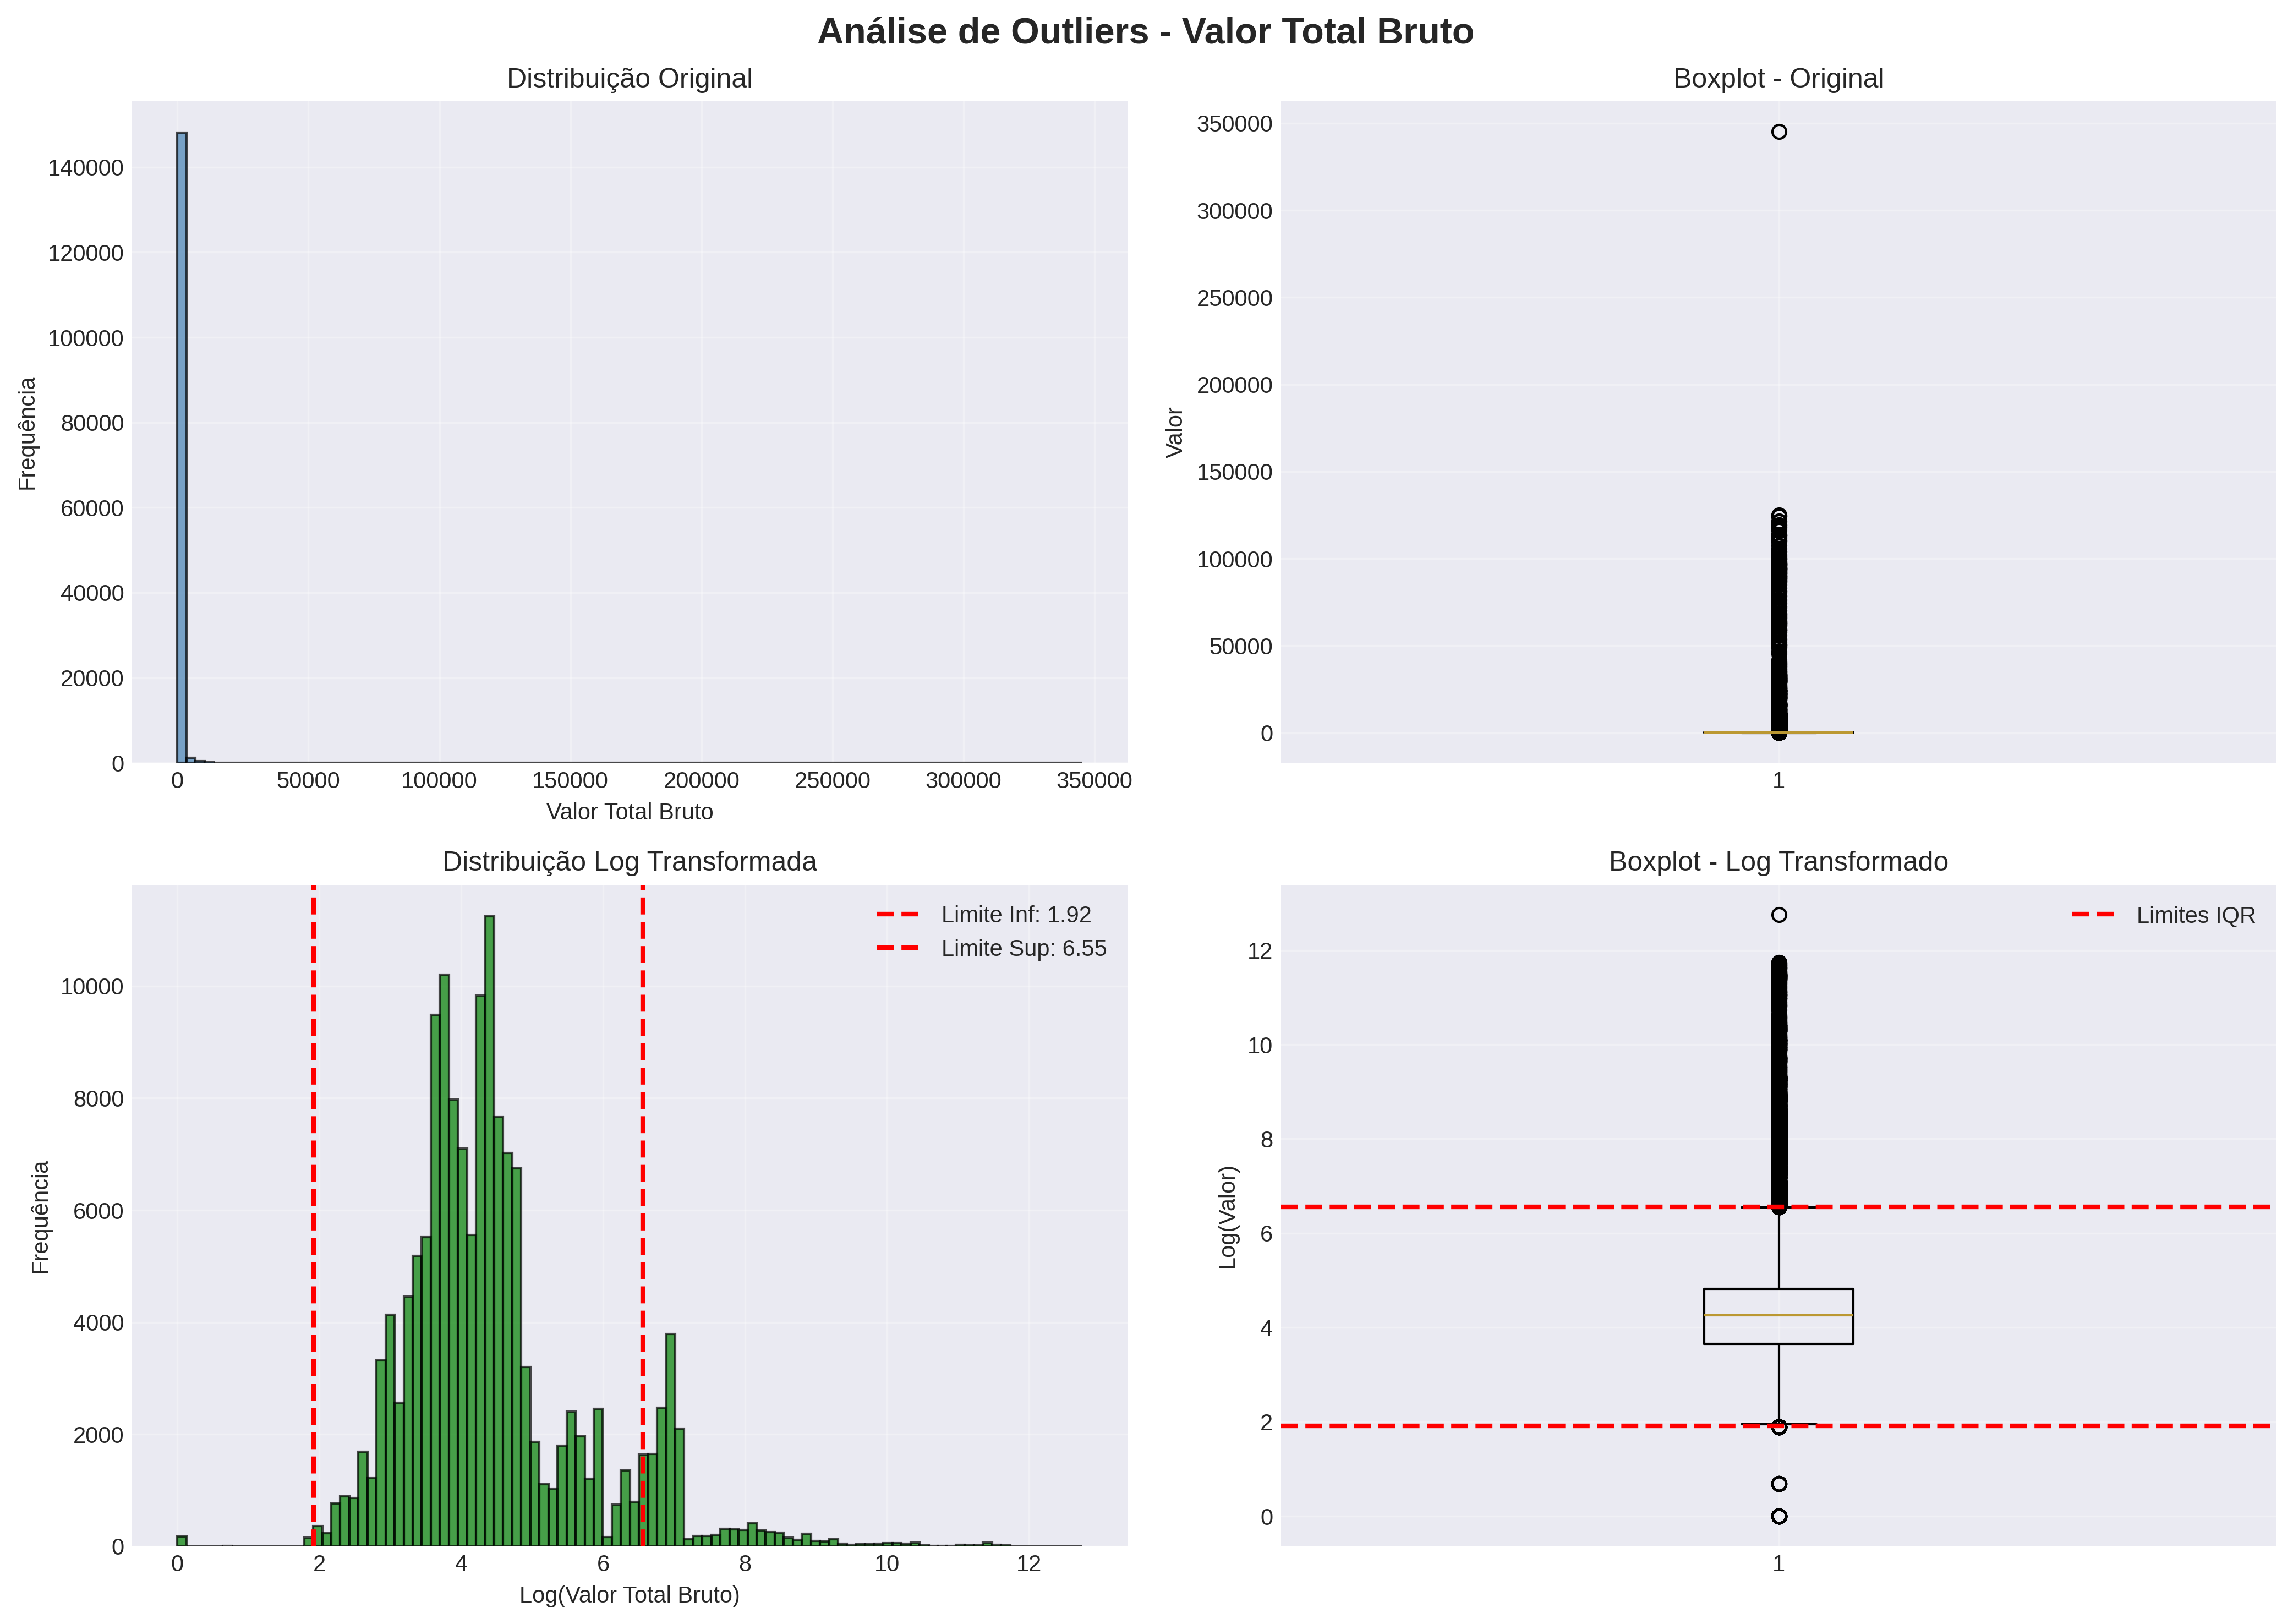 Análise de Outliers - Valor Total Bruto
Distribuição Original
140000
120000
100000
80000
60000
40000
20000
0
Frequência
0 50000 100000 150000 200000 250000 300000 350000
Valor Total Bruto
Boxplot - Original
350000
300000
250000
200000
150000
100000
50000
0
Valor
1
Distribuição Log Transformada
Limite Inf: 1.92
Limite Sup: 6.55
10000
8000
6000
4000
2000
0
Frequência
0 2 4 6 8 10 12
Log(Valor Total Bruto)
Boxplot - Log Transformado
Limites IQR
12
10
8
6
4
2
0
Log(Valor)
1